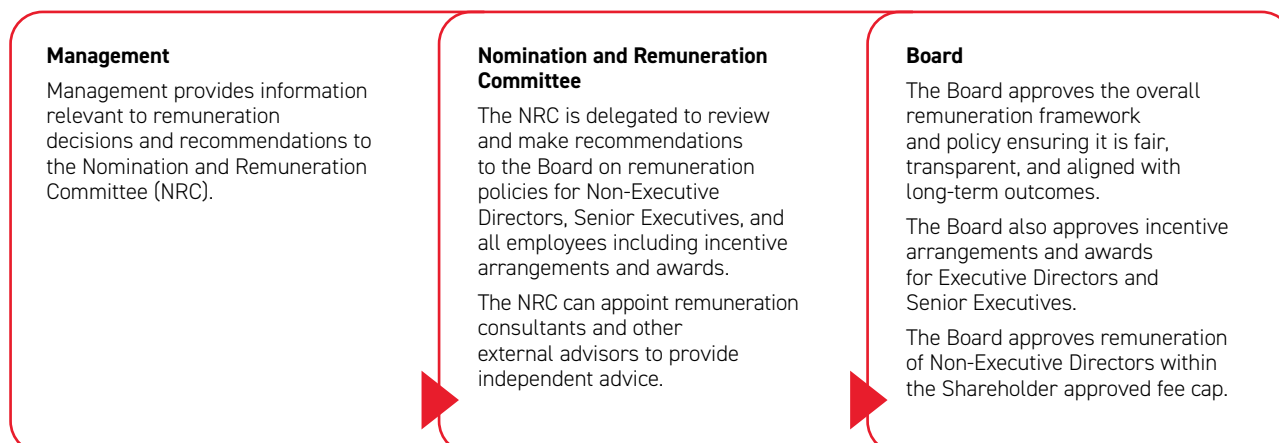 Management
Management provides information
relevant to remuneration
decisions and recommendations to
the Nomination and Remuneration
Committee (NRC).
Nomination and Remuneration
Committee
The NRC is delegated to review
and make recommendations
to the Board on remuneration
policies for Non-Executive
Directors, Senior Executives, and
all employees including incentive
arrangements and awards.
The NRC can appoint remuneration
consultants and other
external advisors to provide
independent advice.
Board
The Board approves the overall
remuneration framework
and policy ensuring it is fair,
transparent, and aligned with
long-term outcomes.
The Board also approves incentive
arrangements and awards
for Executive Directors and
Senior Executives.
The Board approves remuneration
of Non-Executive Directors within
the Shareholder approved fee cap.